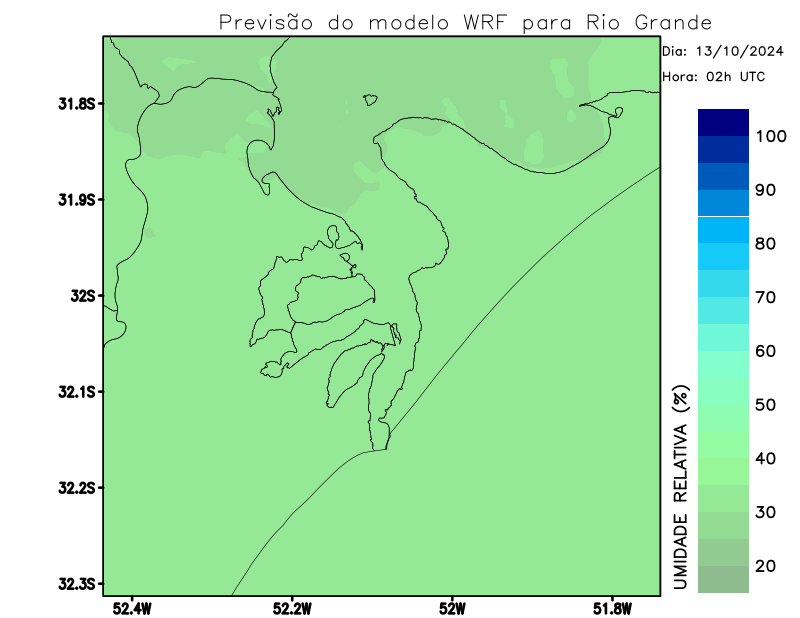 Previsão do modelo WRF para Rio Grande
Dia: 13/10/2024
Hora: 02h UTC
31.8S
31.9S
32S
32.1S
32.2S
32.3S
52.4W
52.2W
52W
51.8W
UMIDADE RELATIVA (%)
100
90
80
70
60
50
40
30
20